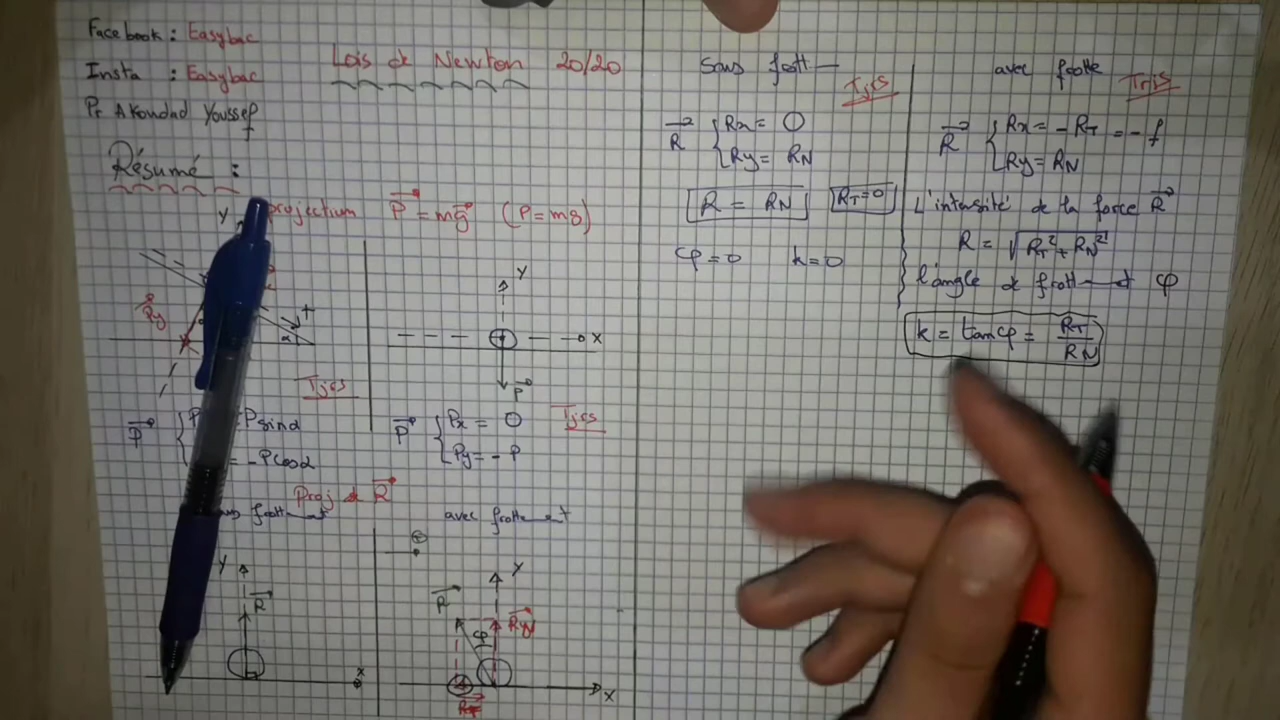 Facebook : Easybac
Insta : Easybac
Pr Akoudad Youssef
Lois de Newton 20/20
Résumé :
projection P = mg (P = mg)
Y
Ry
+
α
Tjrs
P
Psinα
-Pcosα
Y
X
P
P { Px = 0
Py = - P
Tjrs
Proj de R
avec frottement
Y
R
X
+
Y
R
φ
RN
RT
X
Sans frott
Tjrs
R { Rx = 0
Ry = RN
R = RN
RT=0
φ = 0 k = 0
avec frotte
Tjrs
R { Rx = - RT = - f
Ry = RN
L'intensité de la force R
R = √RT² + RN²
l'angle de frottement φ
k = tanφ = RT/RN